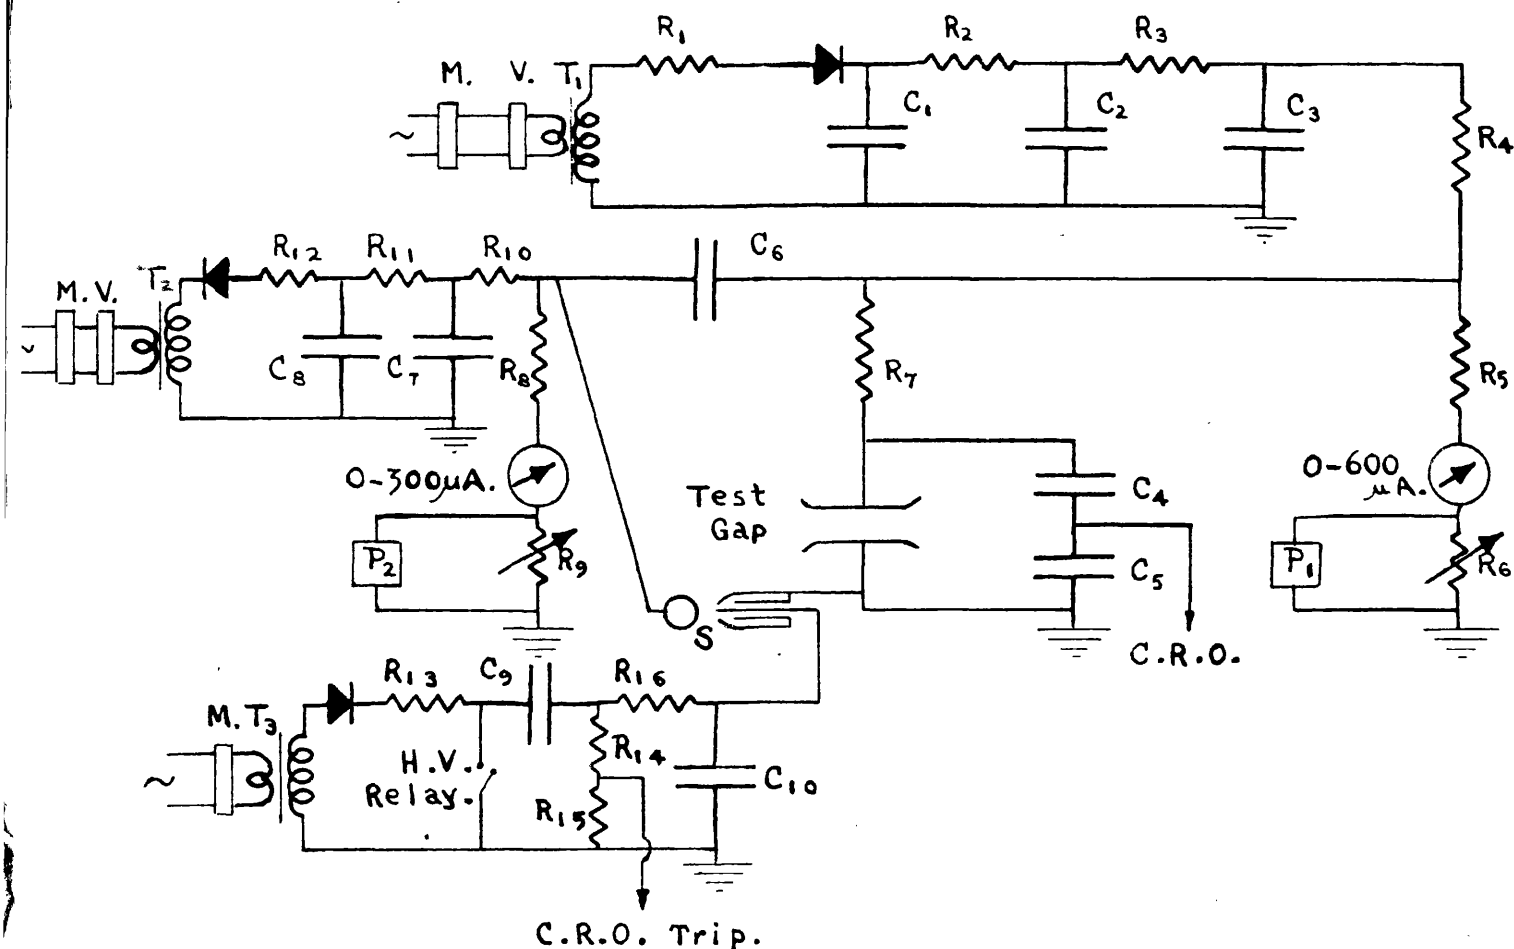 R1
R2
R3
M. V. T1
C1
C2
C3
R4
~
C6
R12
R11
R10
T2
M. V.
~
C8
C7
R8
R7
R5
0-300μA.
0-600
μA.
Test
Gap
C4
C5
P2
R9
P1
R6
S
C.R.O.
R13
C9
R16
M. T3
R14
H.V.
Relay.
~
C10
R15
C.R.O. Trip.